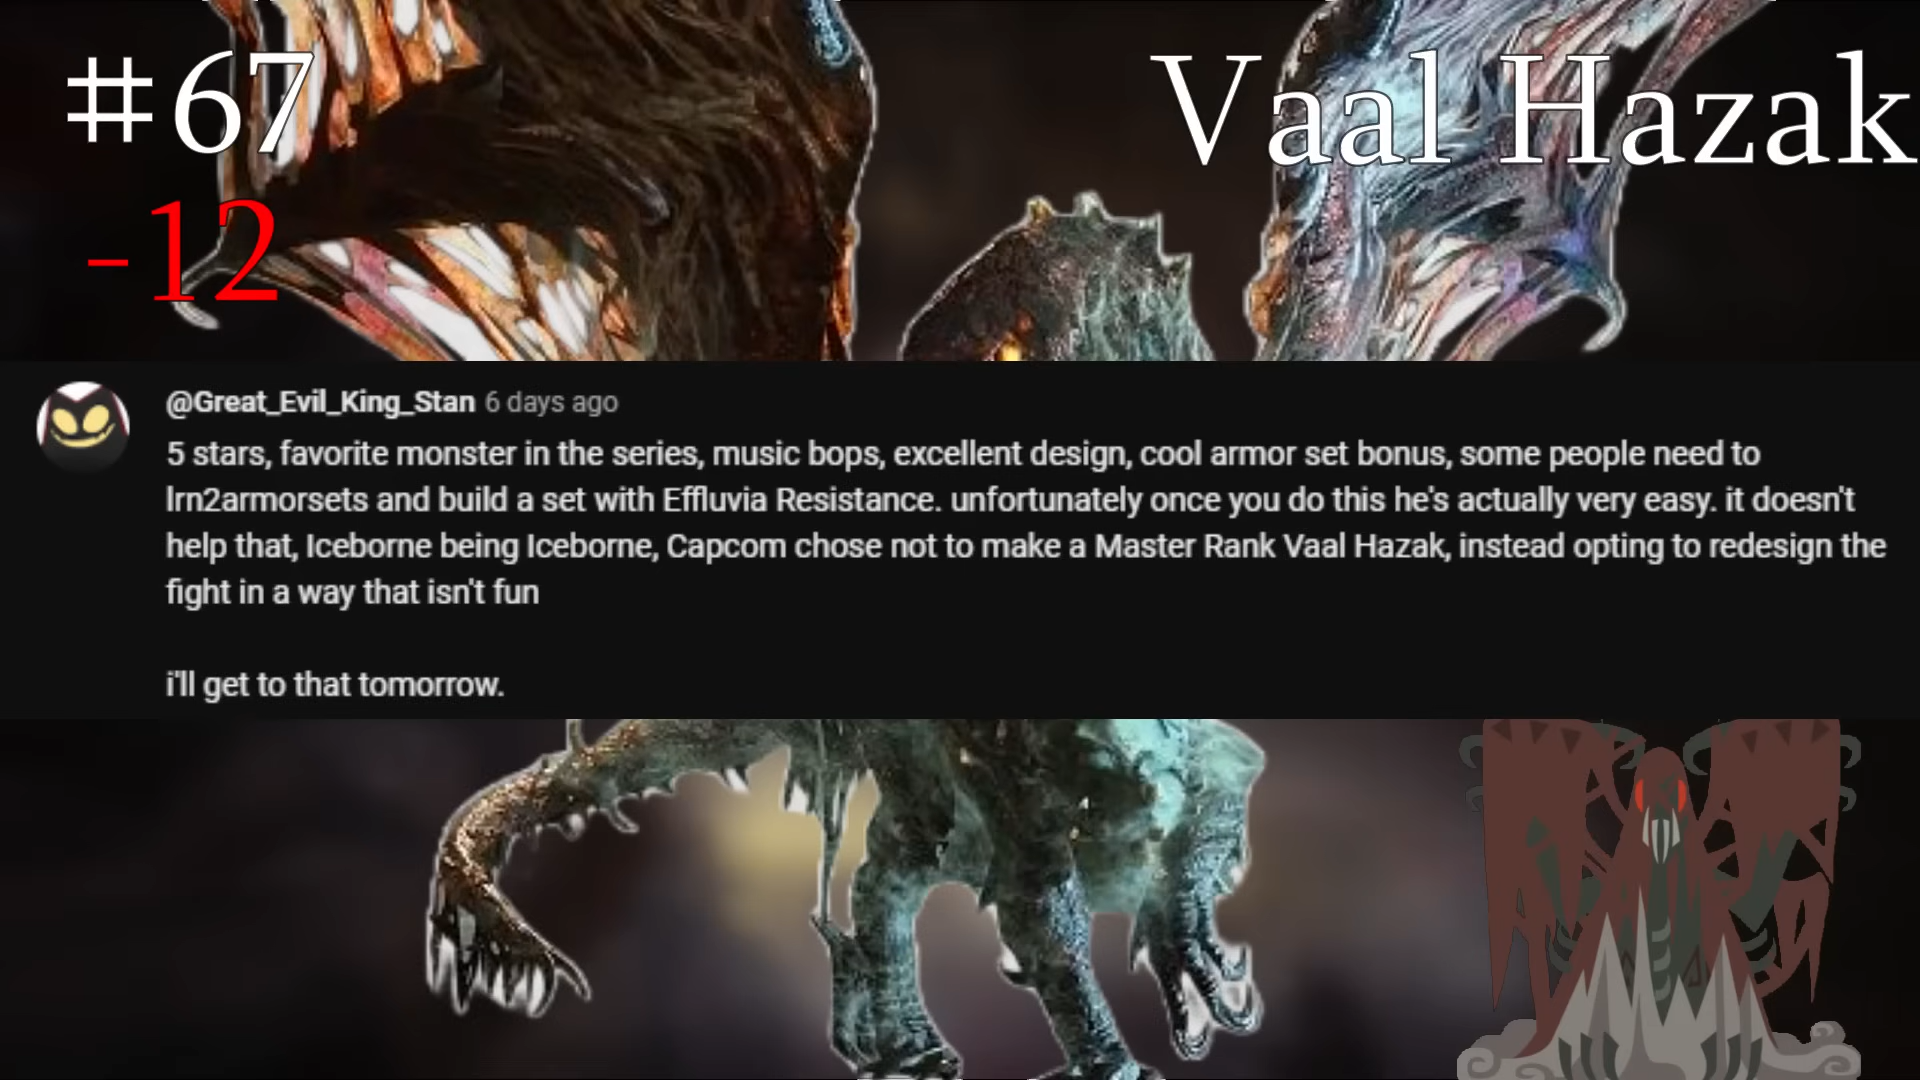 #67
Vaal Hazak
-12
@Great_Evil_King_Stan 6 days ago
5 stars, favorite monster in the series, music bops, excellent design, cool armor set bonus, some people need to
lrn2armorsets and build a set with Effluvia Resistance. unfortunately once you do this he's actually very easy. it doesn't
help that, Iceborne being Iceborne, Capcom chose not to make a Master Rank Vaal Hazak, instead opting to redesign the
fight in a way that isn't fun
i'll get to that tomorrow.